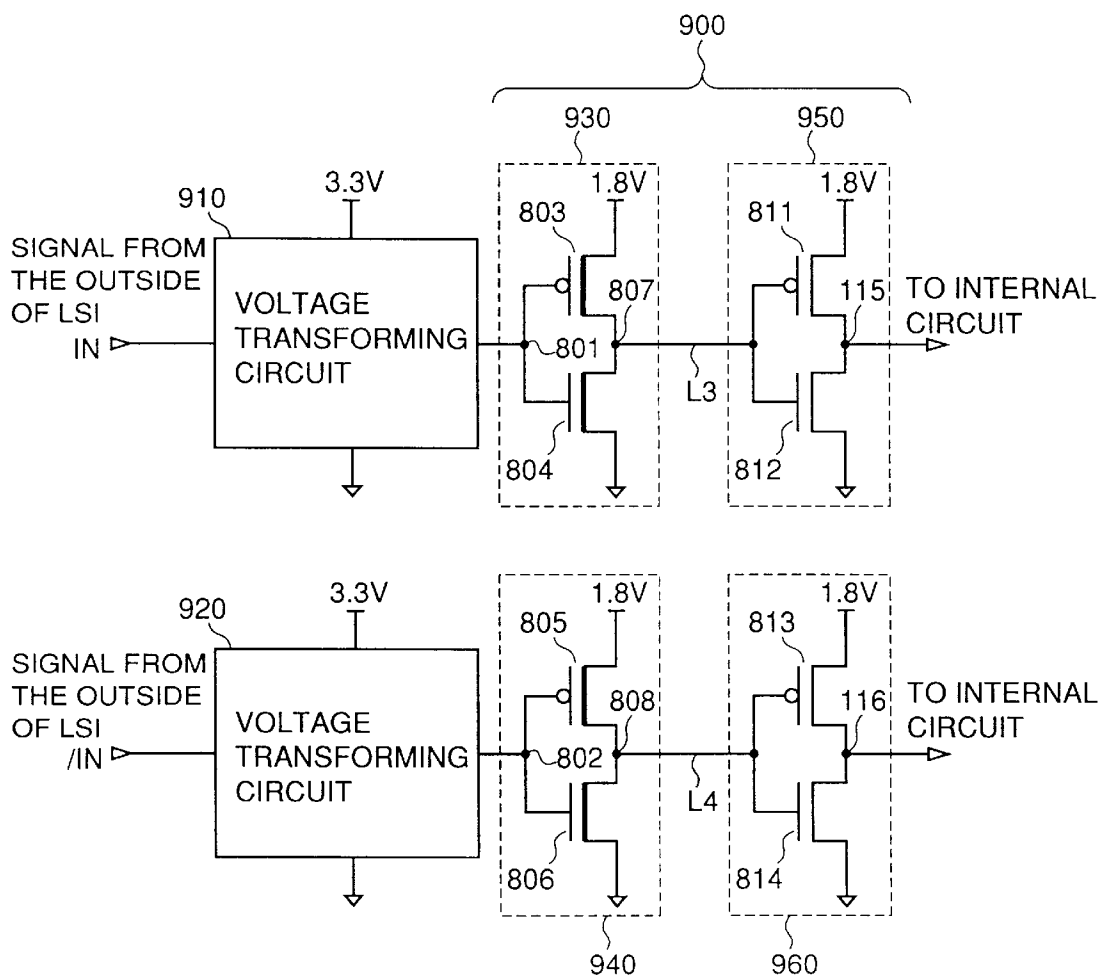 900
930
950
3.3V
1.8V
1.8V
910
803
811
SIGNAL FROM
THE OUTSIDE
OF LSI
IN
VOLTAGE
TRANSFORMING
CIRCUIT
801
807
L3
115
TO INTERNAL
CIRCUIT
804
812
3.3V
1.8V
1.8V
920
805
813
SIGNAL FROM
THE OUTSIDE
OF LSI
/IN
VOLTAGE
TRANSFORMING
CIRCUIT
802
808
L4
116
TO INTERNAL
CIRCUIT
806
814
940
960